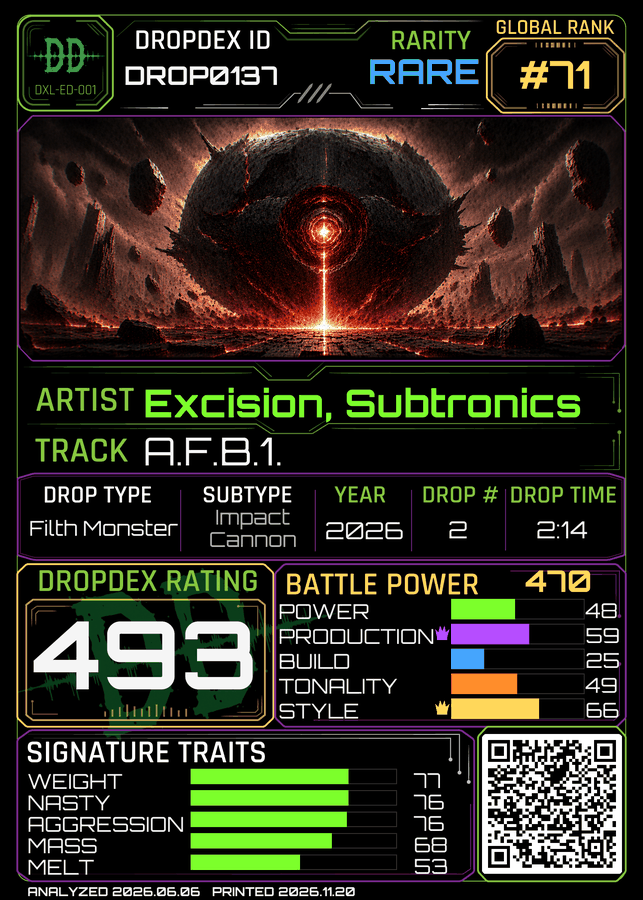 DD
DXL-ED-001
DROPDEX ID
DROP0137
RARITY
RARE
GLOBAL RANK
#71
ARTIST Excision, Subtronics
TRACK A.F.B.1.
DROP TYPE
Filth Monster
SUBTYPE
Impact
Cannon
YEAR
2026
DROP #
2
DROP TIME
2:14
DROPDEX RATING
493
BATTLE POWER 470
POWER 48
PRODUCTION 59
BUILD 25
TONALITY 49
STYLE 66
SIGNATURE TRAITS
WEIGHT 77
NASTY 76
AGGRESSION 76
MASS 68
MELT 53
ANALYZED 2026.06.06 PRINTED 2026.11.20